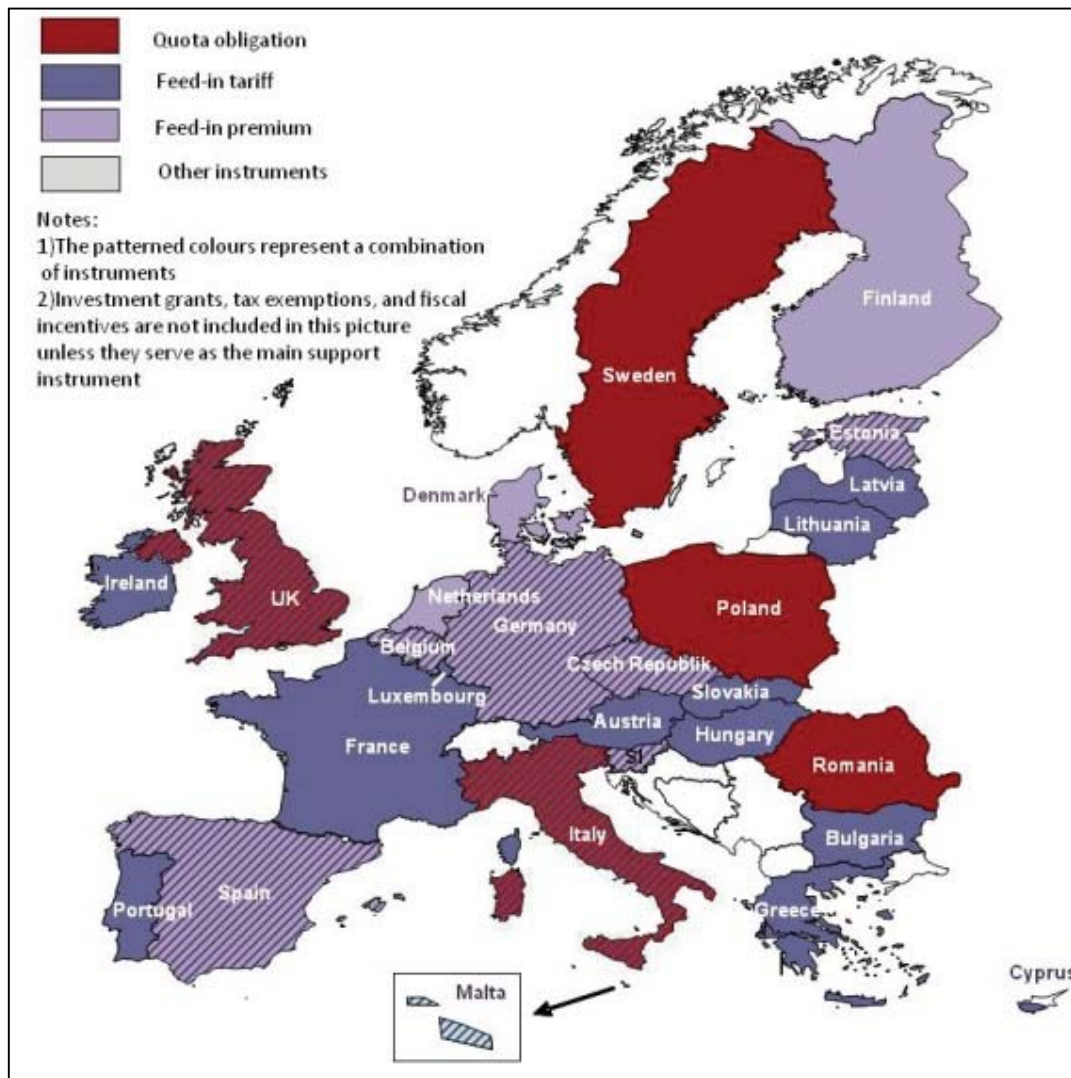 Quota obligation
Feed-in tariff
Feed-in premium
Other instruments
Notes:
1)The patterned colours represent a combination
of instruments
2)Investment grants, tax exemptions, and fiscal
incentives are not included in this picture
unless they serve as the main support
instrument
Finland
Sweden
Estonia
Latvia
Denmark
Lithuania
Ireland
UK
Netherlands
Poland
Germany
Belgium
Czech Republik
Luxembourg
Slovakia
Austria
Hungary
France
SI
Romania
Italy
Bulgaria
Spain
Portugal
Greece
Cyprus
Malta